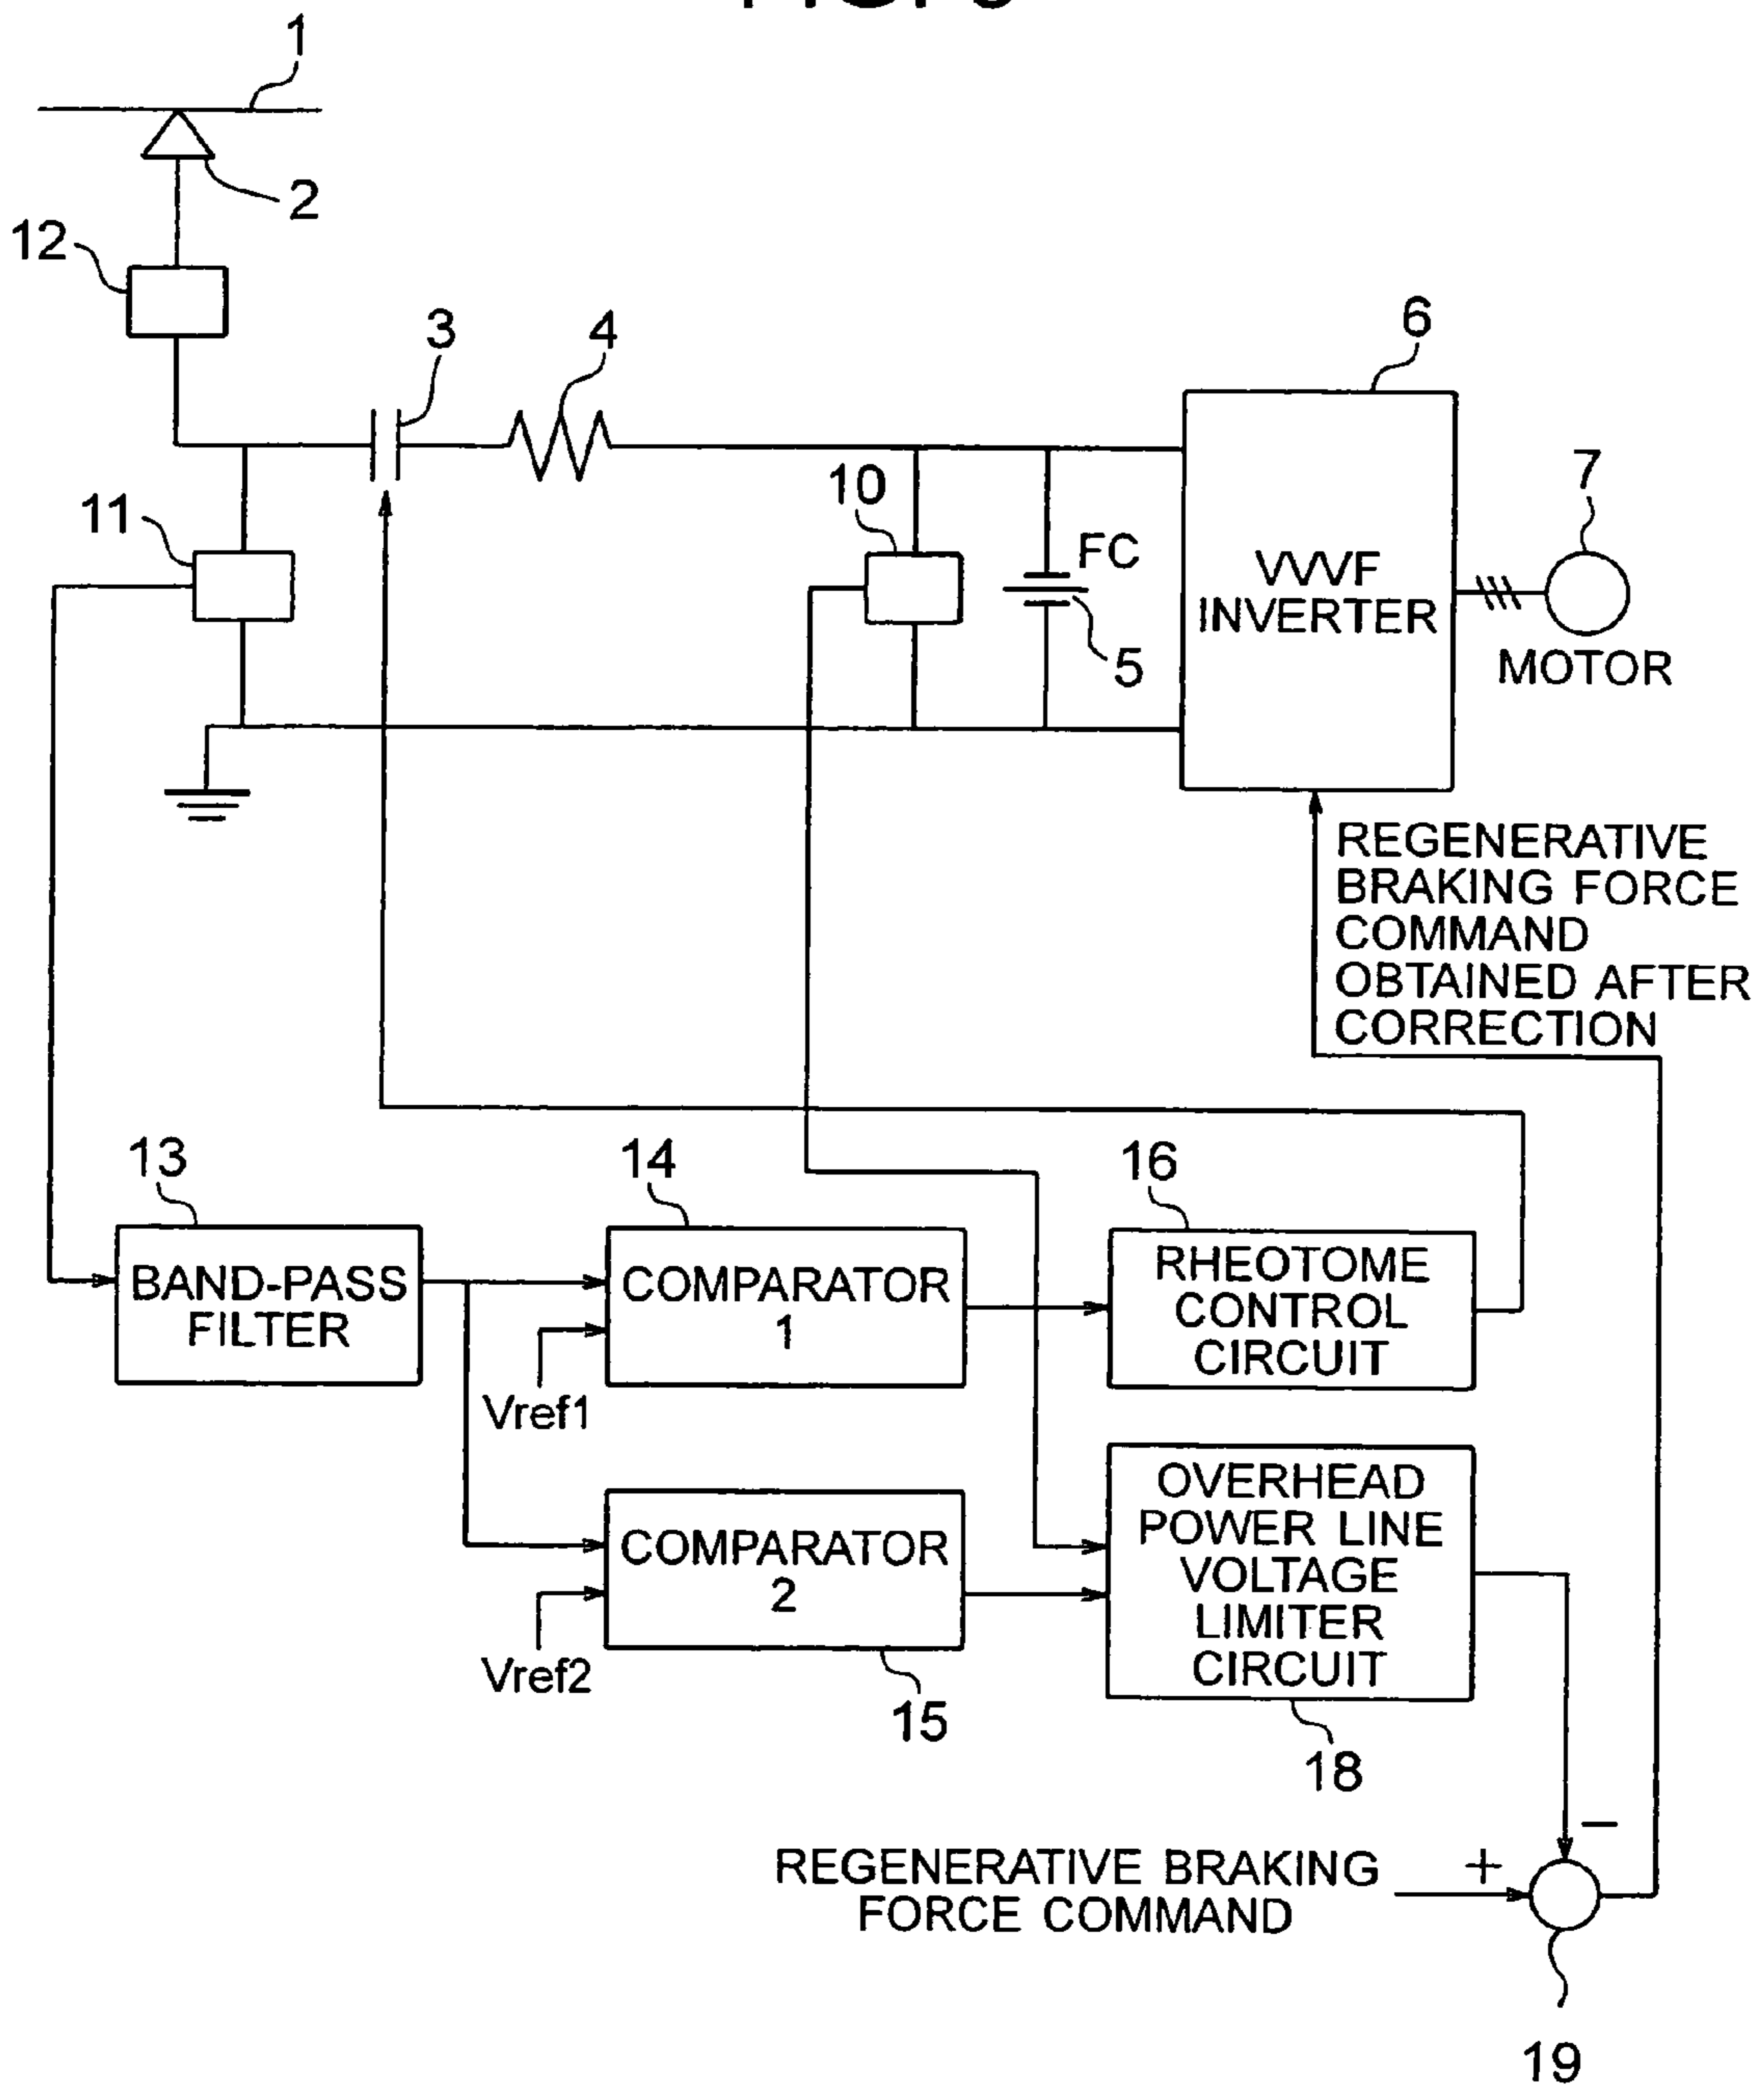 1
2
12
3
4
6
7
11
10
FC
5
VVVF
INVERTER
MOTOR
REGENERATIVE
BRAKING FORCE
COMMAND
OBTAINED AFTER
CORRECTION
13
14
16
BAND-PASS
FILTER
COMPARATOR
1
RHEOTOME
CONTROL
CIRCUIT
Vref1
COMPARATOR
2
OVERHEAD
POWER LINE
VOLTAGE
LIMITER
CIRCUIT
Vref2
15
18
−
REGENERATIVE BRAKING
FORCE COMMAND
+
19